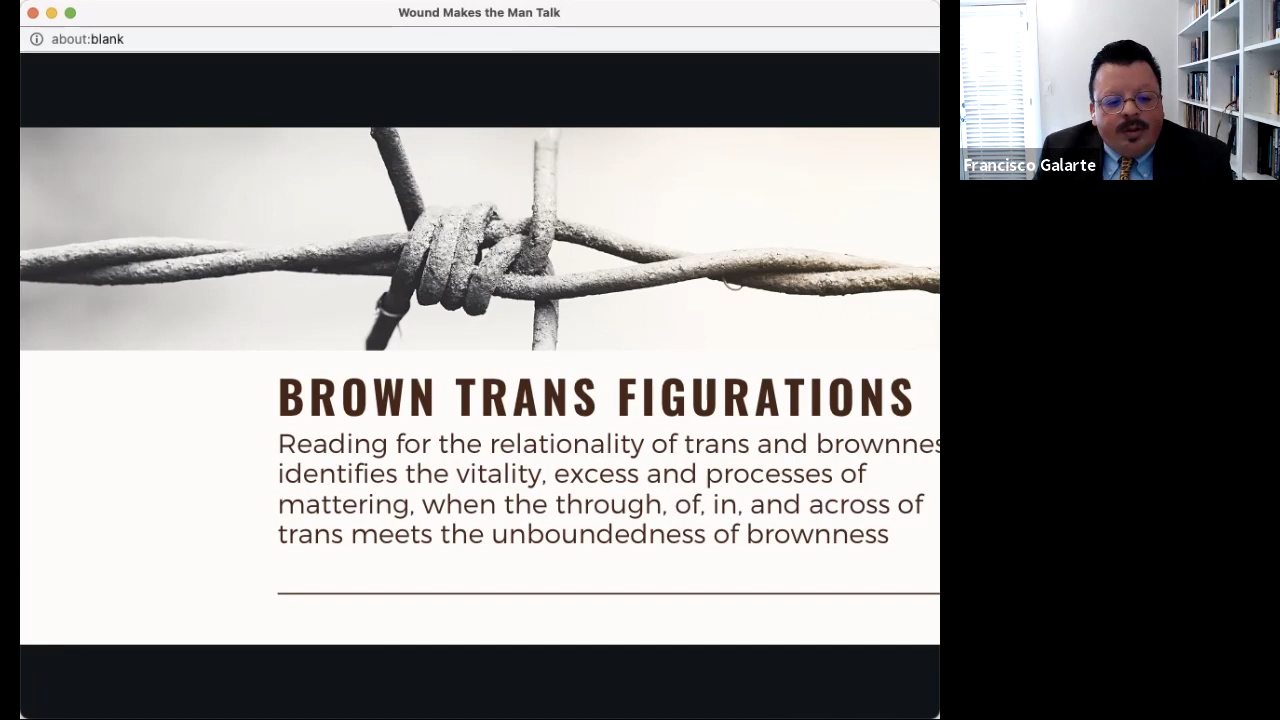 Wound Makes the Man Talk
about:blank
Francisco Galarte
BROWN TRANS FIGURATIONS
Reading for the relationality of trans and brownnes
identifies the vitality, excess and processes of
mattering, when the through, of, in, and across of
trans meets the unboundedness of brownness